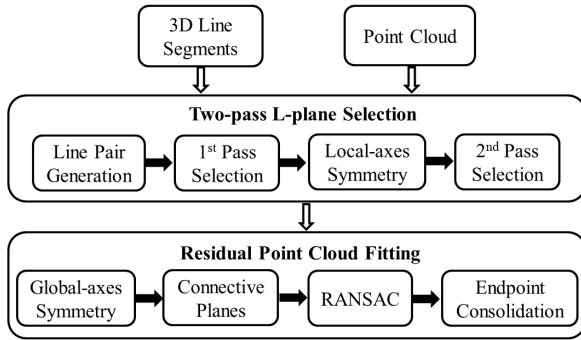 3D Line
Segments
Point Cloud
Two-pass L-plane Selection
Line Pair
Generation
1st Pass
Selection
Local-axes
Symmetry
2nd Pass
Selection
Residual Point Cloud Fitting
Global-axes
Symmetry
Connective
Planes
RANSAC
Endpoint
Consolidation